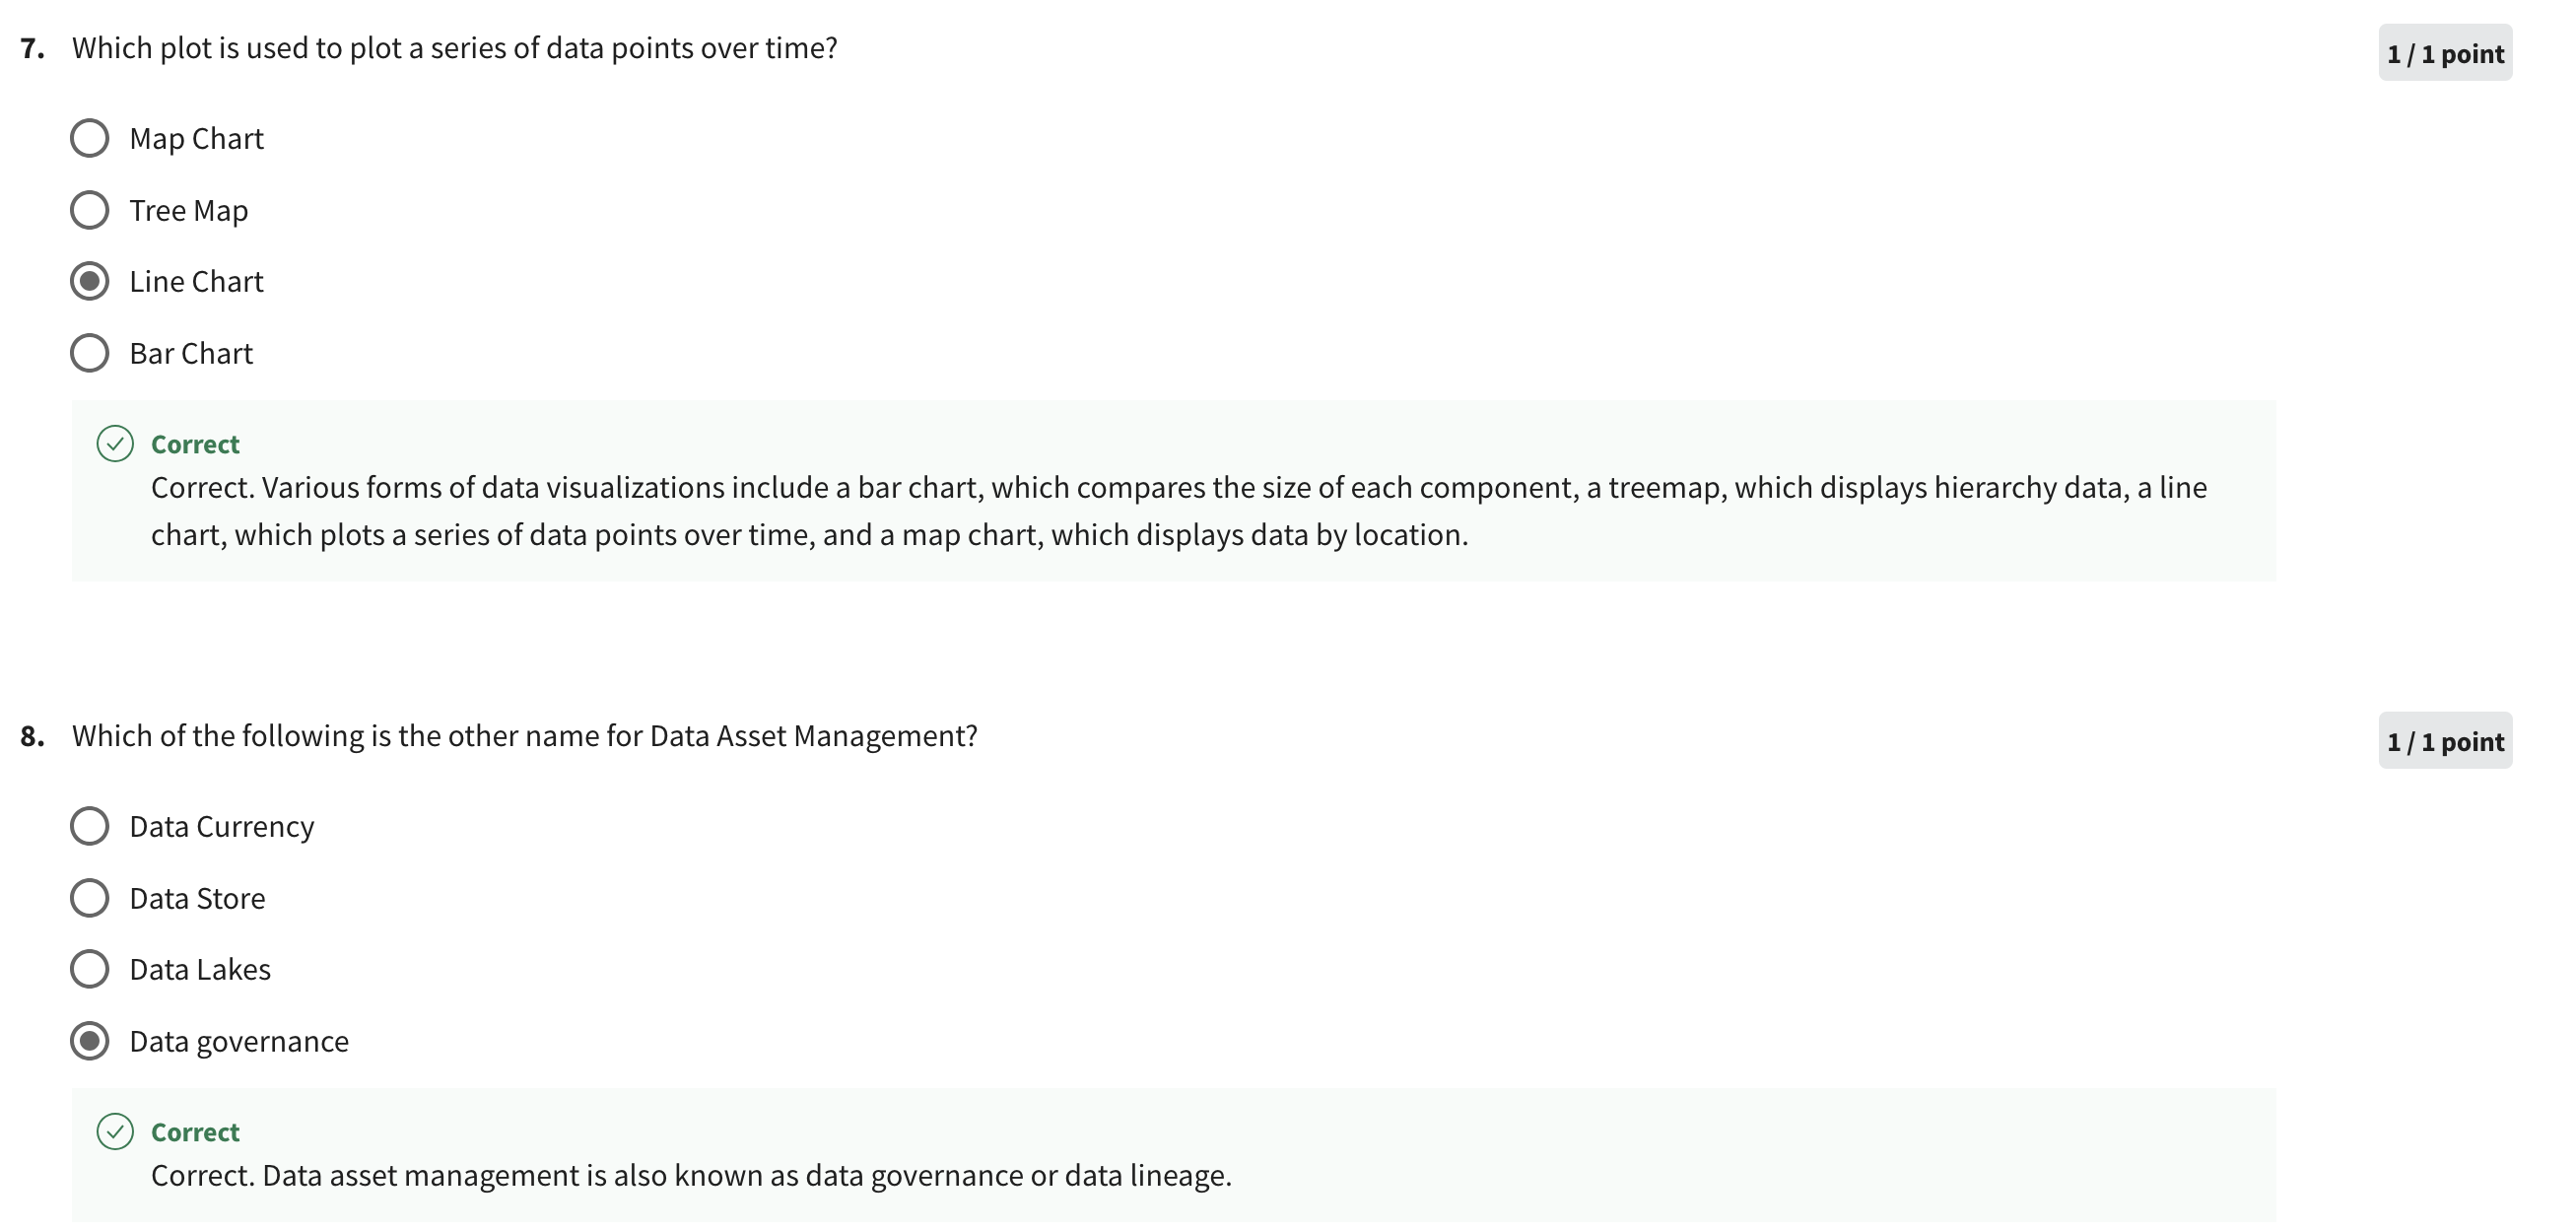 7. Which plot is used to plot a series of data points over time?
1 / 1 point
Map Chart
Tree Map
Line Chart
Bar Chart
Correct
Correct. Various forms of data visualizations include a bar chart, which compares the size of each component, a treemap, which displays hierarchy data, a line
chart, which plots a series of data points over time, and a map chart, which displays data by location.
8. Which of the following is the other name for Data Asset Management?
1 / 1 point
Data Currency
Data Store
Data Lakes
Data governance
Correct
Correct. Data asset management is also known as data governance or data lineage.